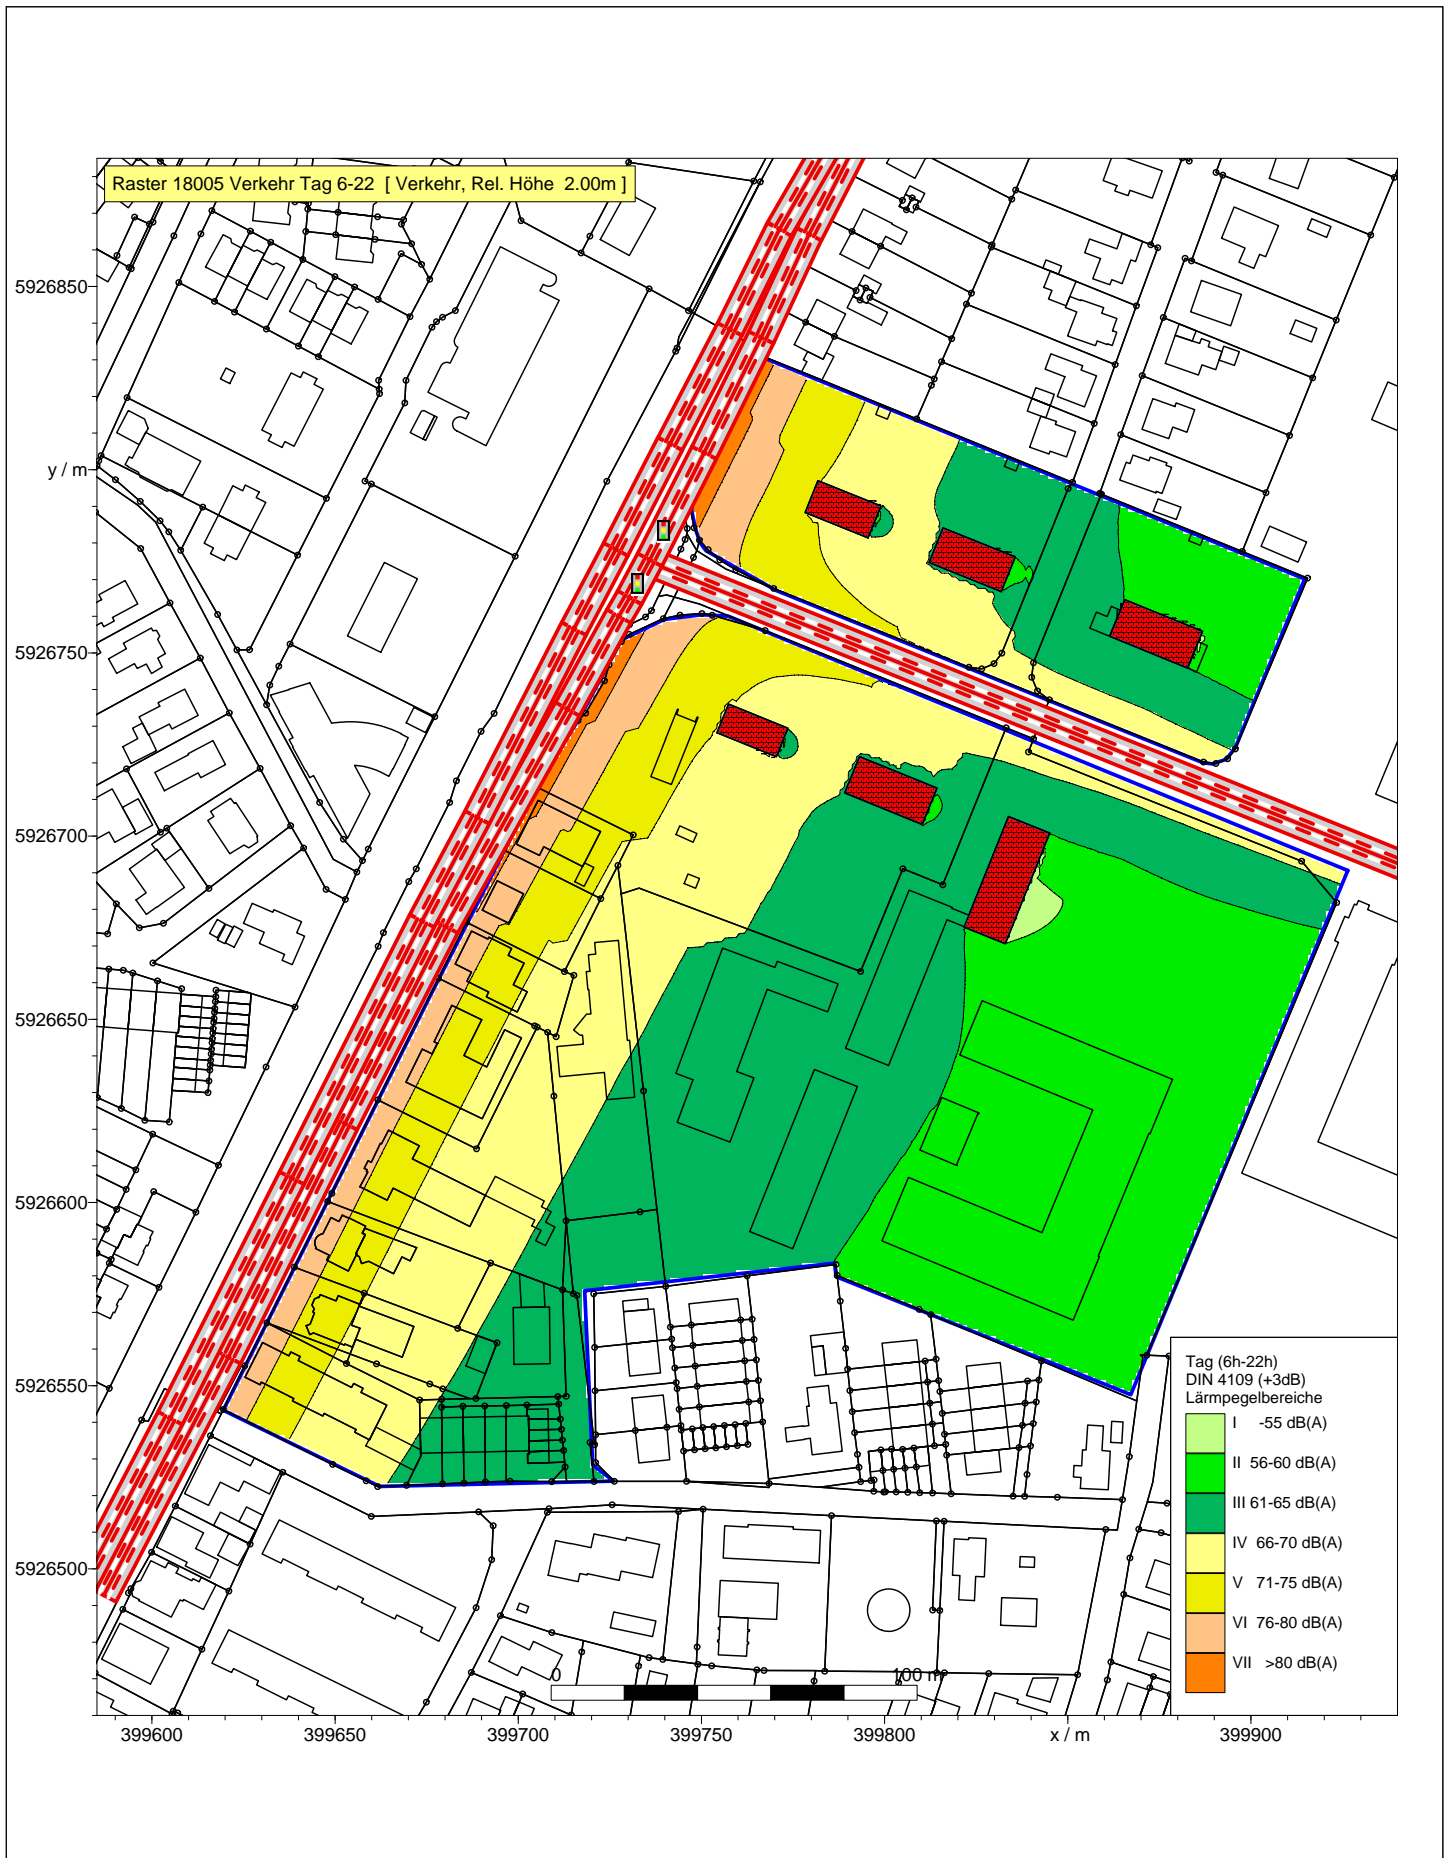 Raster 18005 Verkehr Tag 6-22 [ Verkehr, Rel. Höhe 2.00m ]
5926850
y / m
5926750
5926700
5926650
5926600
5926550
5926500
Tag (6h-22h)
DIN 4109 (+3dB)
Lärmpegelbereiche
I -55 dB(A)
II 56-60 dB(A)
III 61-65 dB(A)
IV 66-70 dB(A)
V 71-75 dB(A)
VI 76-80 dB(A)
VII >80 dB(A)
0 100 m
399600 399650 399700 399750 399800 x / m 399900